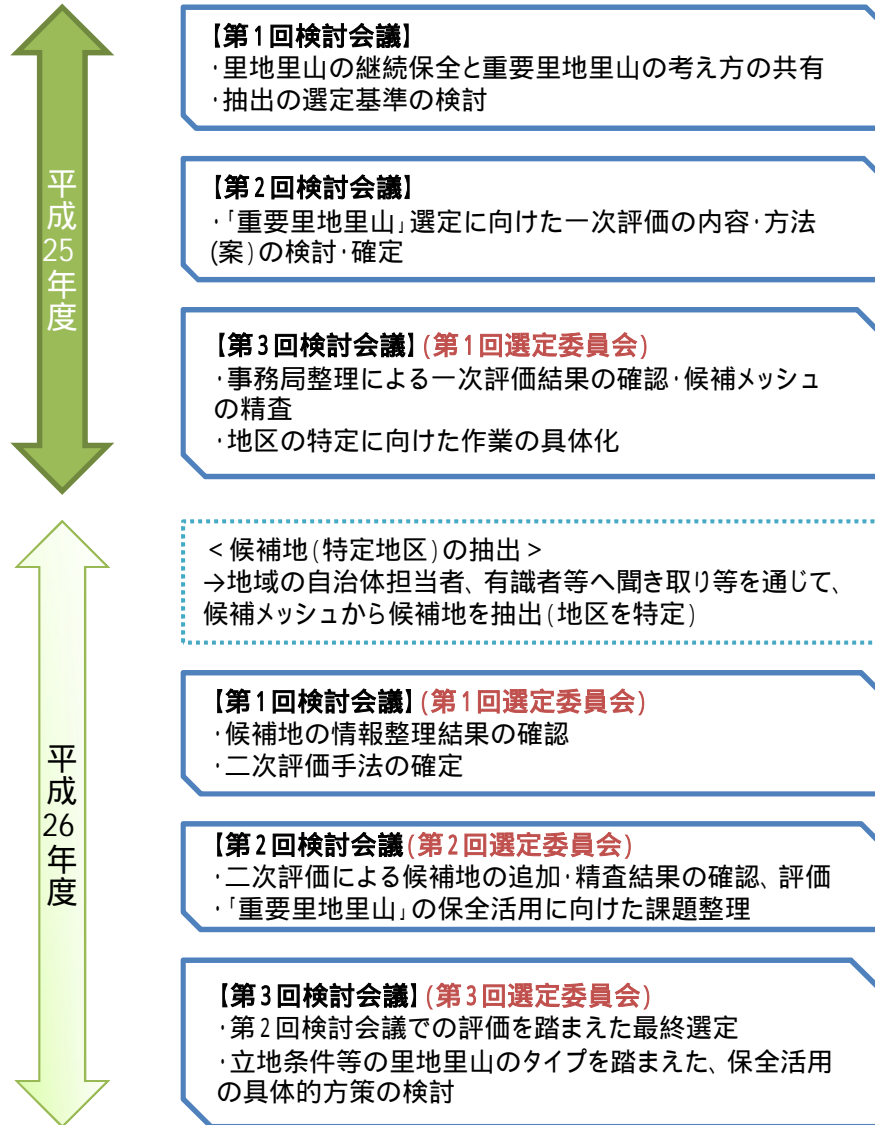 平成25年度
【第1回検討会議】
･里地里山の継続保全と重要里地里山の考え方の共有
･抽出の選定基準の検討
【第2回検討会議】
･｢重要里地里山｣選定に向けた一次評価の内容･方法
(案)の検討･確定
【第3回検討会議】(第1回選定委員会)
･事務局整理による一次評価結果の確認･候補メッシュ
の精査
･地区の特定に向けた作業の具体化
平成26年度
＜候補地(特定地区)の抽出＞
→地域の自治体担当者、有識者等へ聞き取り等を通じて、
候補メッシュから候補地を抽出(地区を特定)
【第1回検討会議】(第1回選定委員会)
･候補地の情報整理結果の確認
･二次評価手法の確定
【第2回検討会議(第2回選定委員会)
･二次評価による候補地の追加･精査結果の確認、評価
･｢重要里地里山｣の保全活用に向けた課題整理
【第3回検討会議】(第3回選定委員会)
･第2回検討会議での評価を踏まえた最終選定
･立地条件等の里地里山のタイプを踏まえた、保全活用
の具体的方策の検討